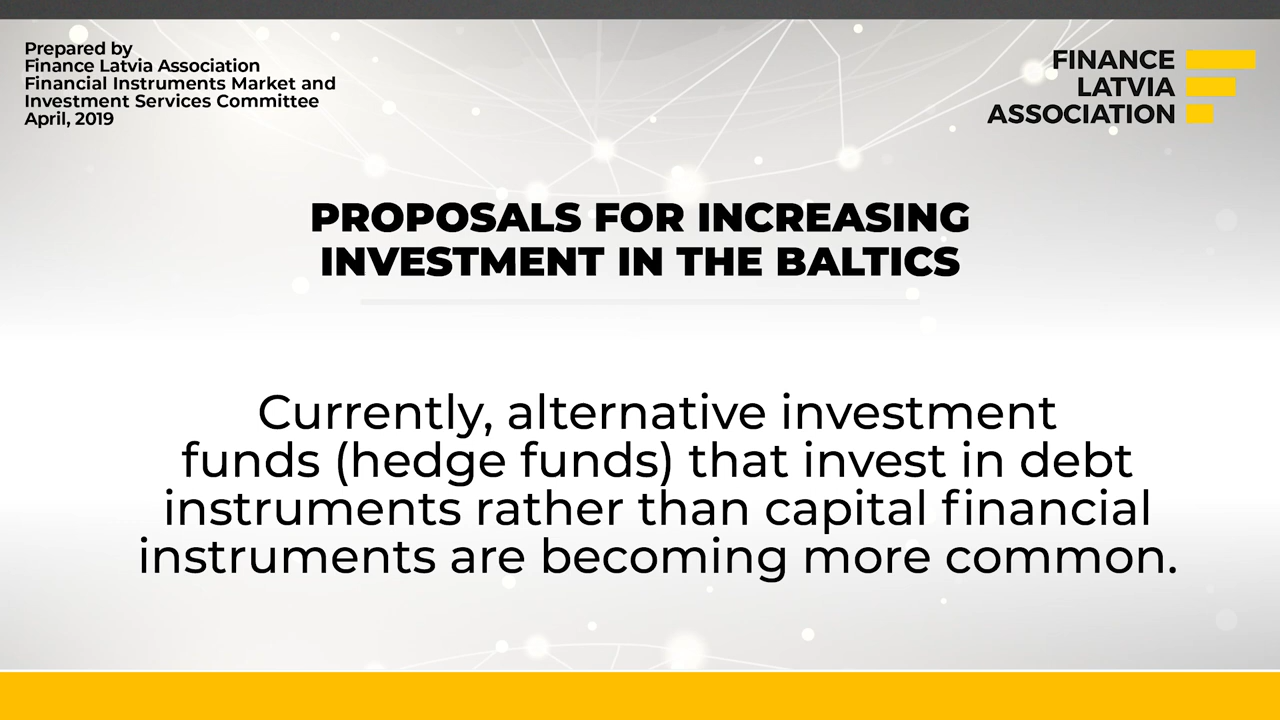 Prepared by
Finance Latvia Association
Financial Instruments Market and
Investment Services Committee
April, 2019
FINANCE
LATVIA
ASSOCIATION
PROPOSALS FOR INCREASING
INVESTMENT IN THE BALTICS
Currently, alternative investment
funds (hedge funds) that invest in debt
instruments rather than capital financial
instruments are becoming more common.